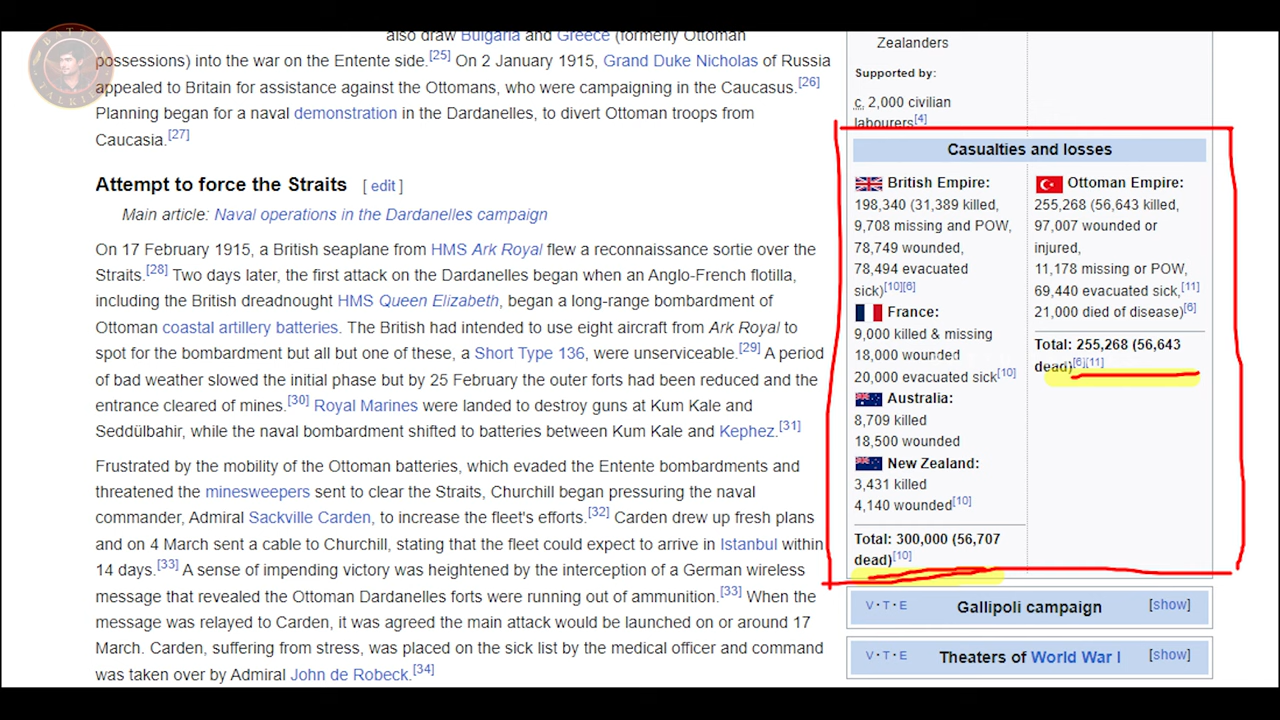 BATTO
TALKIE
also draw Bulgaria and Greece (formerly Ottoman
possessions) into the war on the Entente side.[25] On 2 January 1915, Grand Duke Nicholas of Russia
appealed to Britain for assistance against the Ottomans, who were campaigning in the Caucasus.[26]
Planning began for a naval demonstration in the Dardanelles, to divert Ottoman troops from
Caucasia.[27]
Attempt to force the Straits [ edit ]
Main article: Naval operations in the Dardanelles campaign
On 17 February 1915, a British seaplane from HMS Ark Royal flew a reconnaissance sortie over the
Straits.[28] Two days later, the first attack on the Dardanelles began when an Anglo-French flotilla,
including the British dreadnought HMS Queen Elizabeth, began a long-range bombardment of
Ottoman coastal artillery batteries. The British had intended to use eight aircraft from Ark Royal to
spot for the bombardment but all but one of these, a Short Type 136, were unserviceable.[29] A period
of bad weather slowed the initial phase but by 25 February the outer forts had been reduced and the
entrance cleared of mines.[30] Royal Marines were landed to destroy guns at Kum Kale and
Seddülbahir, while the naval bombardment shifted to batteries between Kum Kale and Kephez.[31]
Frustrated by the mobility of the Ottoman batteries, which evaded the Entente bombardments and
threatened the minesweepers sent to clear the Straits, Churchill began pressuring the naval
commander, Admiral Sackville Carden, to increase the fleet's efforts.[32] Carden drew up fresh plans
and on 4 March sent a cable to Churchill, stating that the fleet could expect to arrive in Istanbul within
14 days.[33] A sense of impending victory was heightened by the interception of a German wireless
message that revealed the Ottoman Dardanelles forts were running out of ammunition.[33] When the
message was relayed to Carden, it was agreed the main attack would be launched on or around 17
March. Carden, suffering from stress, was placed on the sick list by the medical officer and command
was taken over by Admiral John de Robeck.[34]
Zealanders
Supported by:
c. 2,000 civilian
labourers[4]
Casualties and losses
British Empire:
198,340 (31,389 killed,
9,708 missing and POW,
78,749 wounded,
78,494 evacuated
sick)[10][6]
France:
9,000 killed & missing
18,000 wounded
20,000 evacuated sick[10]
Australia:
8,709 killed
18,500 wounded
New Zealand:
3,431 killed
4,140 wounded[10]
Total: 300,000 (56,707
dead)[10]
Ottoman Empire:
255,268 (56,643 killed,
97,007 wounded or
injured,
11,178 missing or POW,
69,440 evacuated sick,[11]
21,000 died of disease)[6]
Total: 255,268 (56,643
dead)[6][11]
V · T · E Gallipoli campaign [show]
V · T · E Theaters of World War I [show]